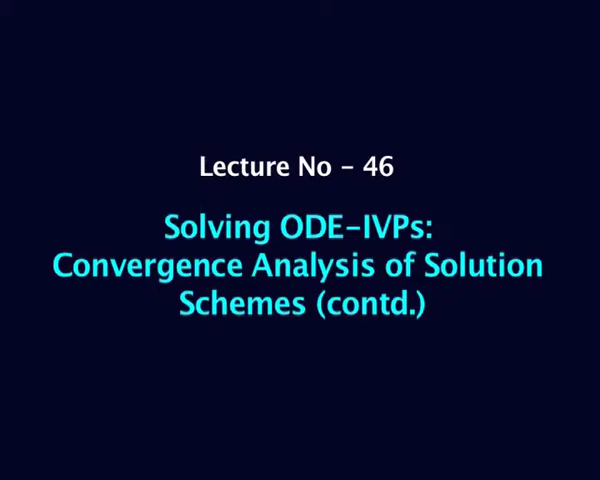 Lecture No - 46
Solving ODE-IVPs:
Convergence Analysis of Solution
Schemes (contd.)